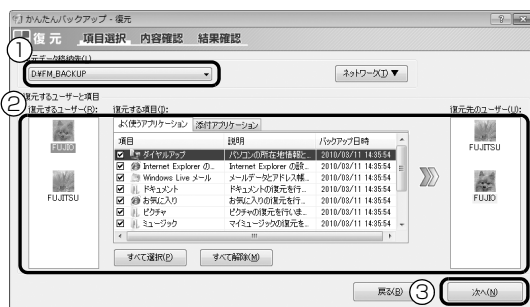 かんたんバックアップ - 復元
復元 項目選択 内容確認 結果確認
①
復元データ格納先(L)
D:¥FM_BACKUP
ネットワーク(T)▼
②
復元するユーザーと項目
復元するユーザー(R): 復元する項目(I): 復元先のユーザー(U):
よく使うアプリケーション 添付アプリケーション
項目 説明 バックアップ日時
ダイヤルアップ パソコンの所在地情報と... 2010/03/11 14:35:54
Internet Explorer の... Internet Explorer の設... 2010/03/11 14:35:54
Windows Live メール メールデータとアドレス帳... 2010/03/11 14:35:54
ドキュメント ドキュメントの復元を行... 2010/03/11 14:35:54
お気に入り お気に入りの復元を行... 2010/03/11 14:35:54
ピクチャ ピクチャの復元を行いま... 2010/03/11 14:35:54
ミュージック マイミュージックの復元を... 2010/03/11 14:35:54
FUJIO
FUJITSU
FUJITSU
FUJIO
すべて選択(P) すべて解除(M)
戻る(B) ③ 次へ(N)